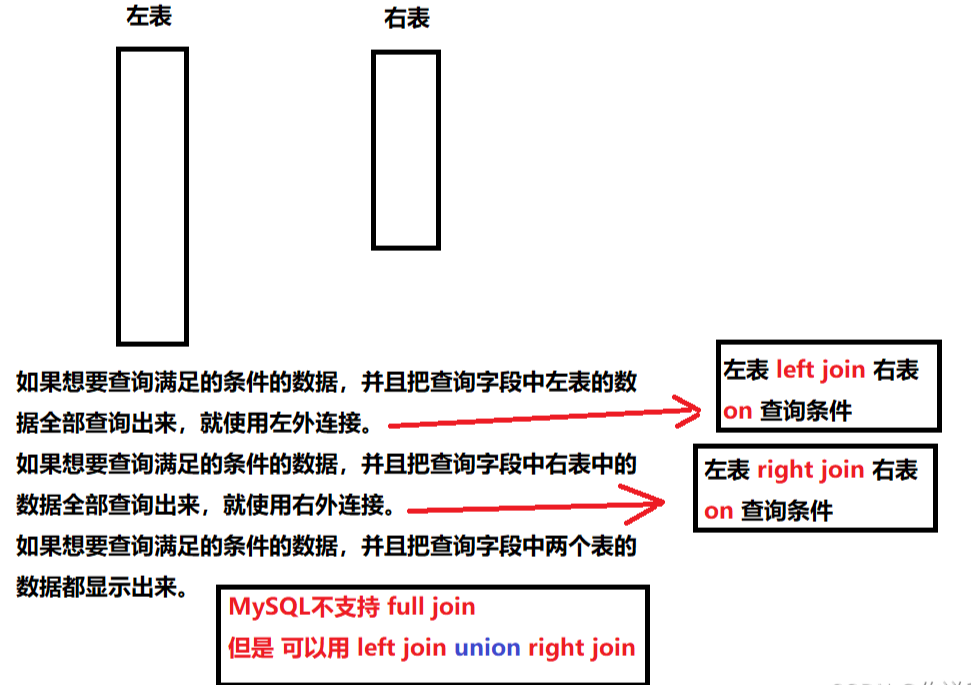 左表
右表
如果想要查询满足的条件的数据，并且把查询字段中左表的数
据全部查询出来，就使用左外连接。
左表 left join 右表
on 查询条件
如果想要查询满足的条件的数据，并且把查询字段中右表中的
数据全部查询出来，就使用右外连接。
左表 right join 右表
on 查询条件
如果想要查询满足的条件的数据，并且把查询字段中两个表的
数据都显示出来。
MySQL不支持 full join
但是 可以用 left join union right join